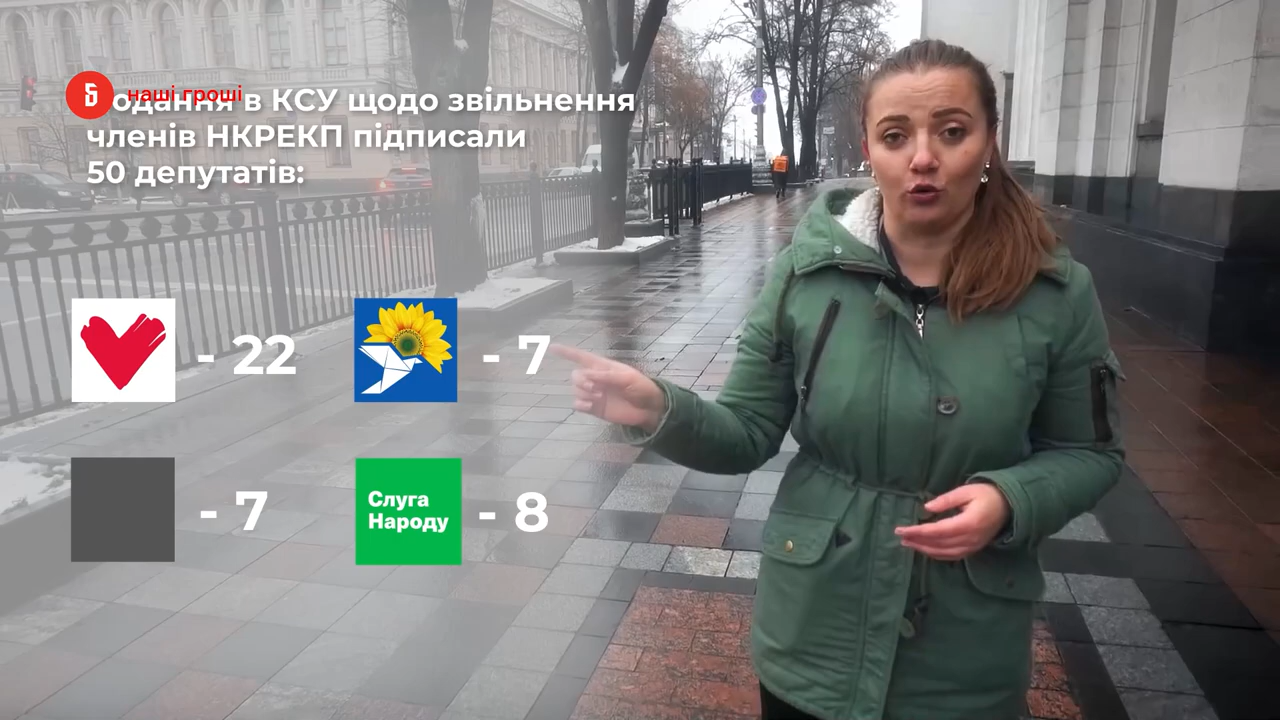 Б наші гроші
одання в КСУ щодо звільнення
членів НКРЕКП підписали
50 депутатів:
- 22
- 7
- 7
Слуга
Народу
- 8